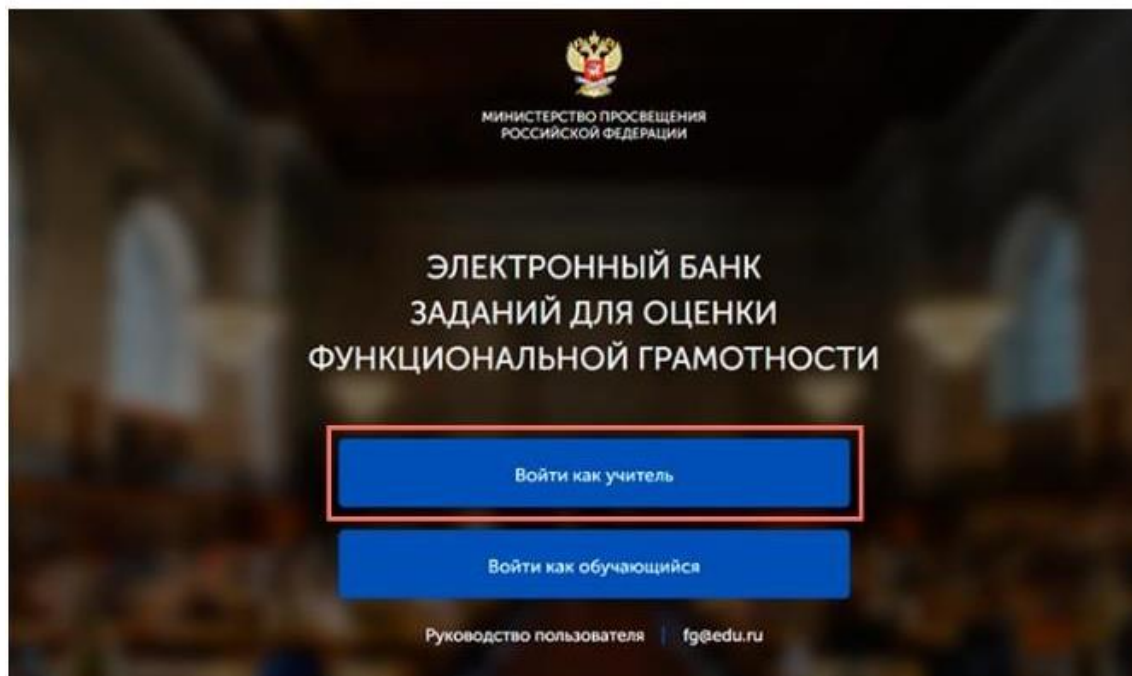 МИНИСТЕРСТВО ПРОСВЕЩЕНИЯ
РОССИЙСКОЙ ФЕДЕРАЦИИ
ЭЛЕКТРОННЫЙ БАНК
ЗАДАНИЙ ДЛЯ ОЦЕНКИ
ФУНКЦИОНАЛЬНОЙ ГРАМОТНОСТИ
Войти как учитель
Войти как обучающийся
Руководство пользователя | fg@edu.ru